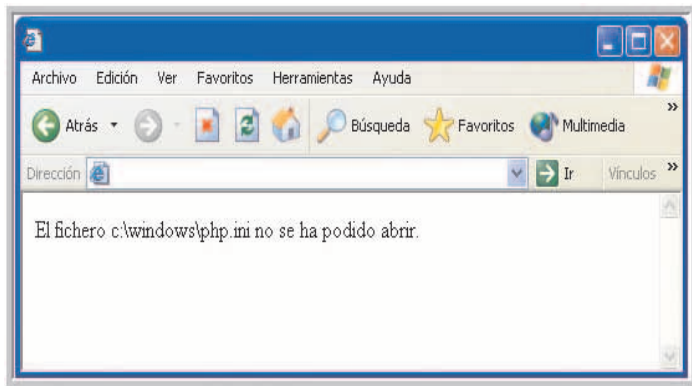 Archivo Edición Ver Favoritos Herramientas Ayuda
Atrás Búsqueda Favoritos Multimedia »
Dirección Ir Vínculos »
El fichero c:\windows\php.ini no se ha podido abrir.